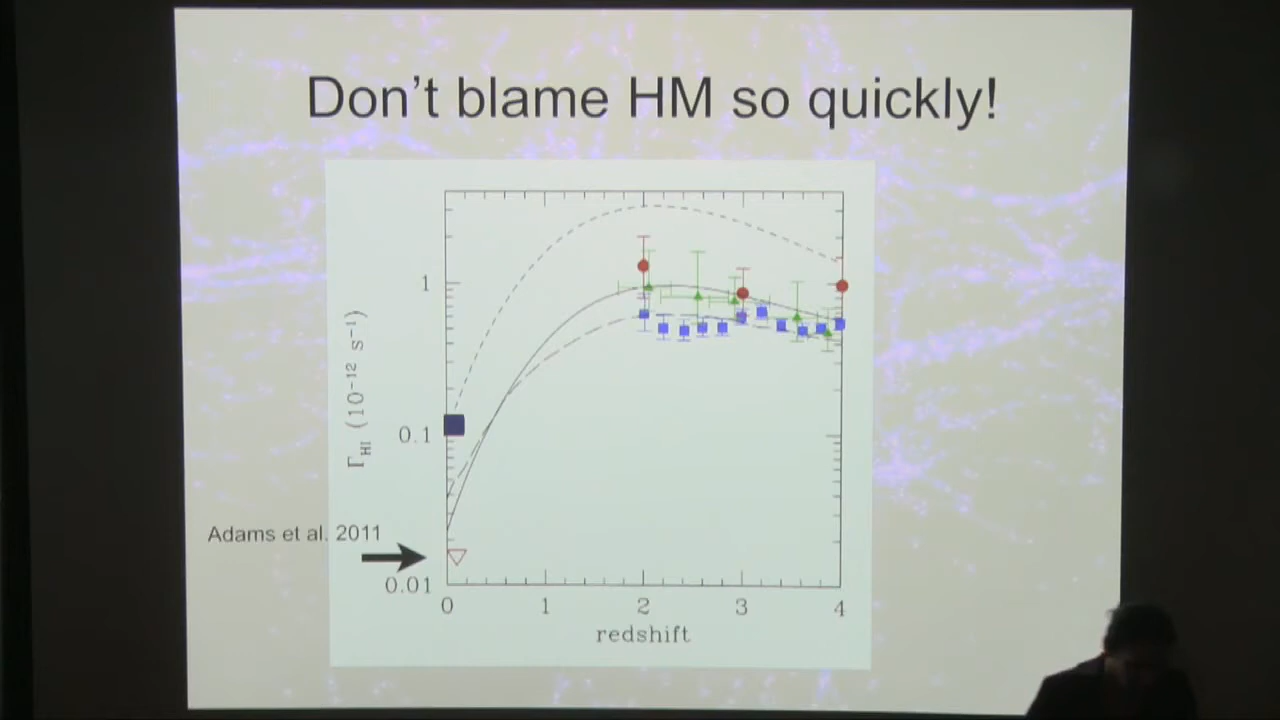 Don't blame HM so quickly!
1
0.1
0.01
Γ_HI (10⁻¹² s⁻¹)
Adams et al. 2011
0 1 2 3 4
redshift